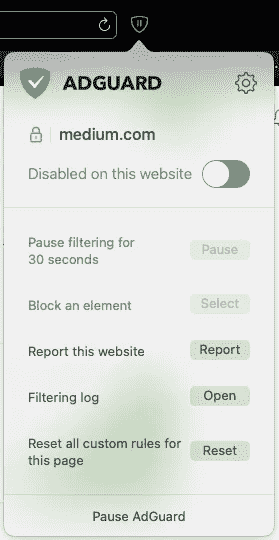 ADGUARD
medium.com
Disabled on this website
Pause filtering for
30 seconds
Pause
Block an element
Select
Report this website
Report
Filtering log
Open
Reset all custom rules for
this page
Reset
Pause AdGuard